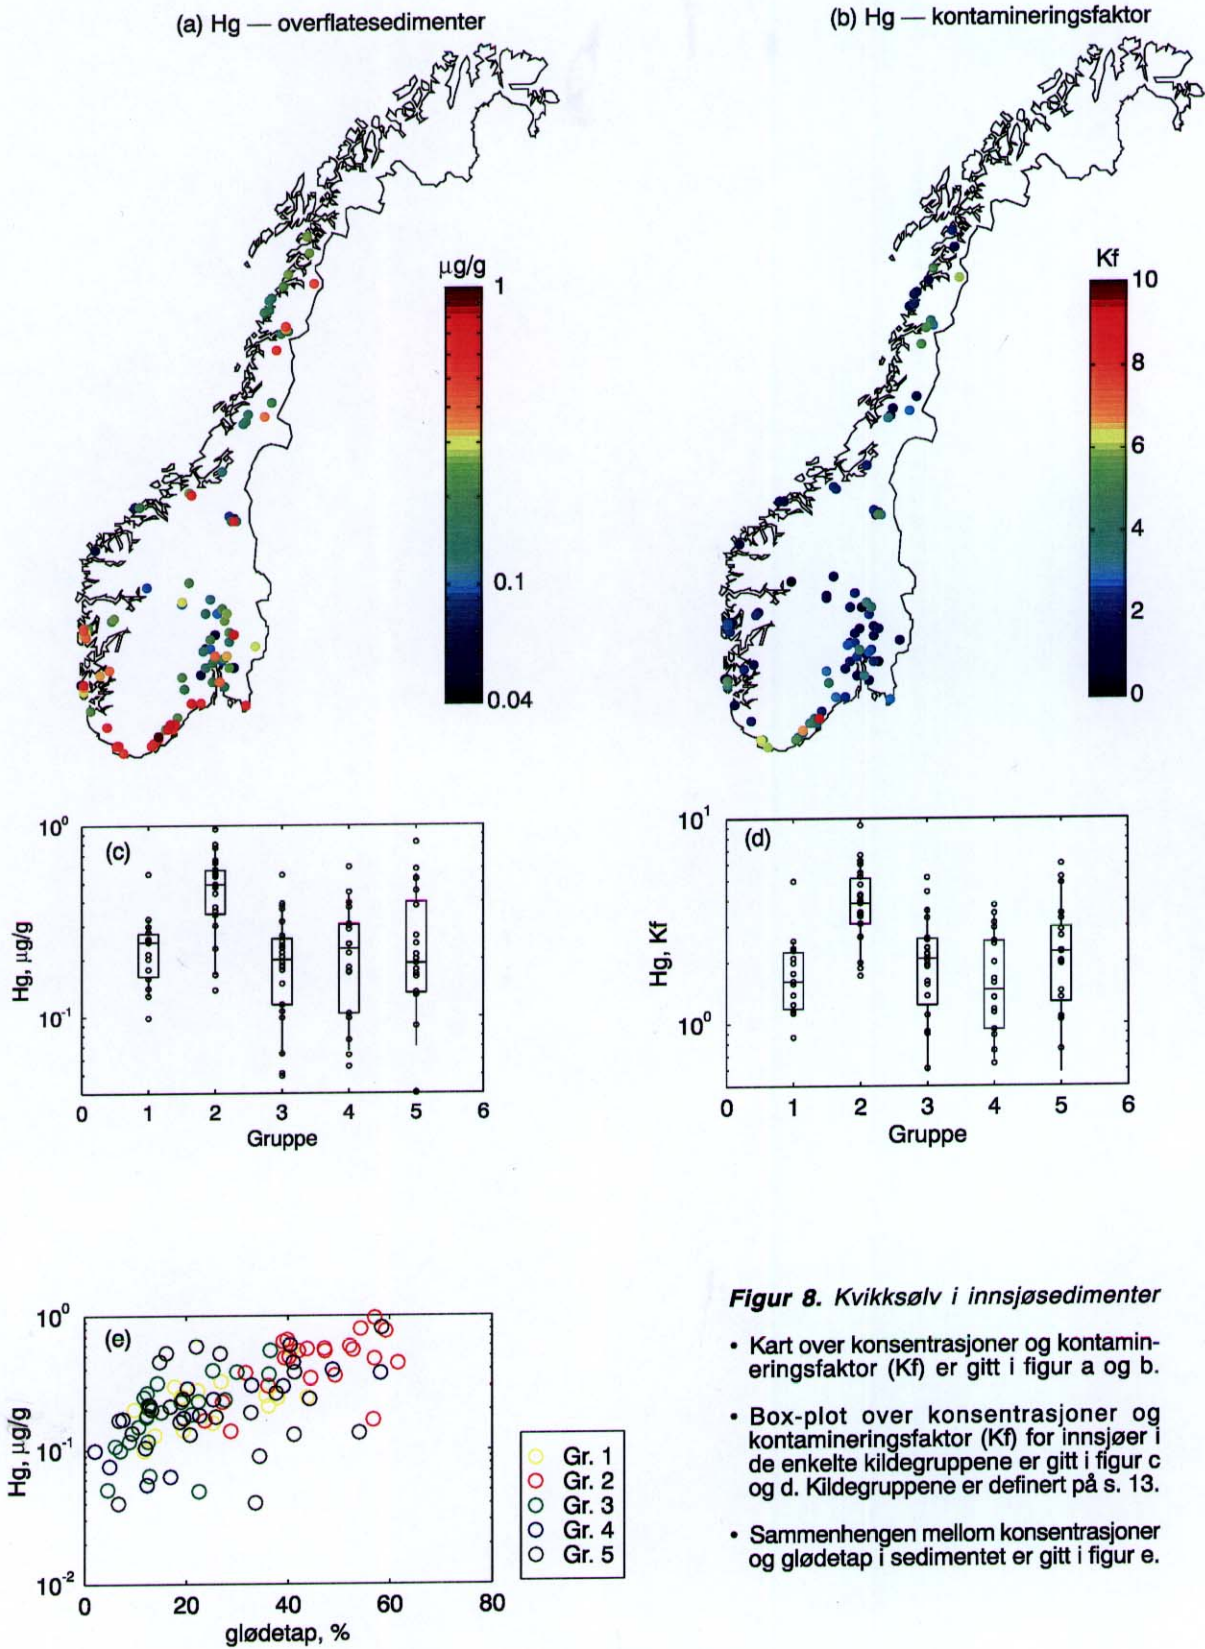 (a) Hg — overflatesedimenter
(b) Hg — kontamineringsfaktor
µg/g
1
0.1
0.04
Kf
10
8
6
4
2
0
(c)
Hg, µg/g
10⁰
10⁻¹
0 1 2 3 4 5 6
Gruppe
(d)
Hg, Kf
10¹
10⁰
0 1 2 3 4 5 6
Gruppe
(e)
Hg, µg/g
10⁰
10⁻¹
10⁻²
0 20 40 60 80
glødetap, %
Gr. 1
Gr. 2
Gr. 3
Gr. 4
Gr. 5
Figur 8. Kvikksølv i innsjøsedimenter
• Kart over konsentrasjoner og kontamin-
eringsfaktor (Kf) er gitt i figur a og b.
• Box-plot over konsentrasjoner og
kontamineringsfaktor (Kf) for innsjøer i
de enkelte kildegruppene er gitt i figur c
og d. Kildegruppene er definert på s. 13.
• Sammenhengen mellom konsentrasjoner
og glødetap i sedimentet er gitt i figur e.